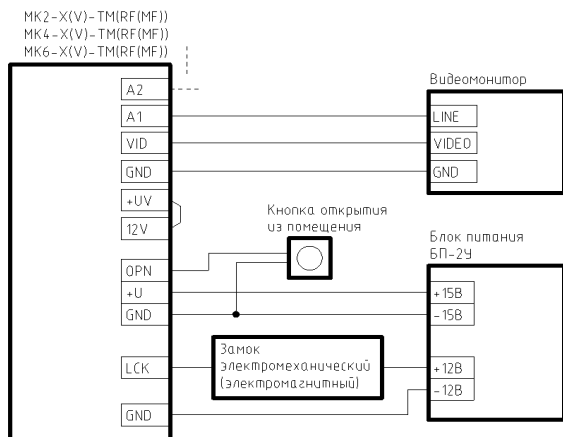 MK2-X(V)-TM(RF(MF))
MK4-X(V)-TM(RF(MF))
MK6-X(V)-TM(RF(MF))
A2
A1
VID
GND
+UV
12V
OPN
+U
GND
LCK
GND
Видеомонитор
LINE
VIDEO
GND
Кнопка открытия
из помещения
Блок питания
БП-2У
+15В
-15В
+12В
-12В
Замок
электромеханический
(электромагнитный)